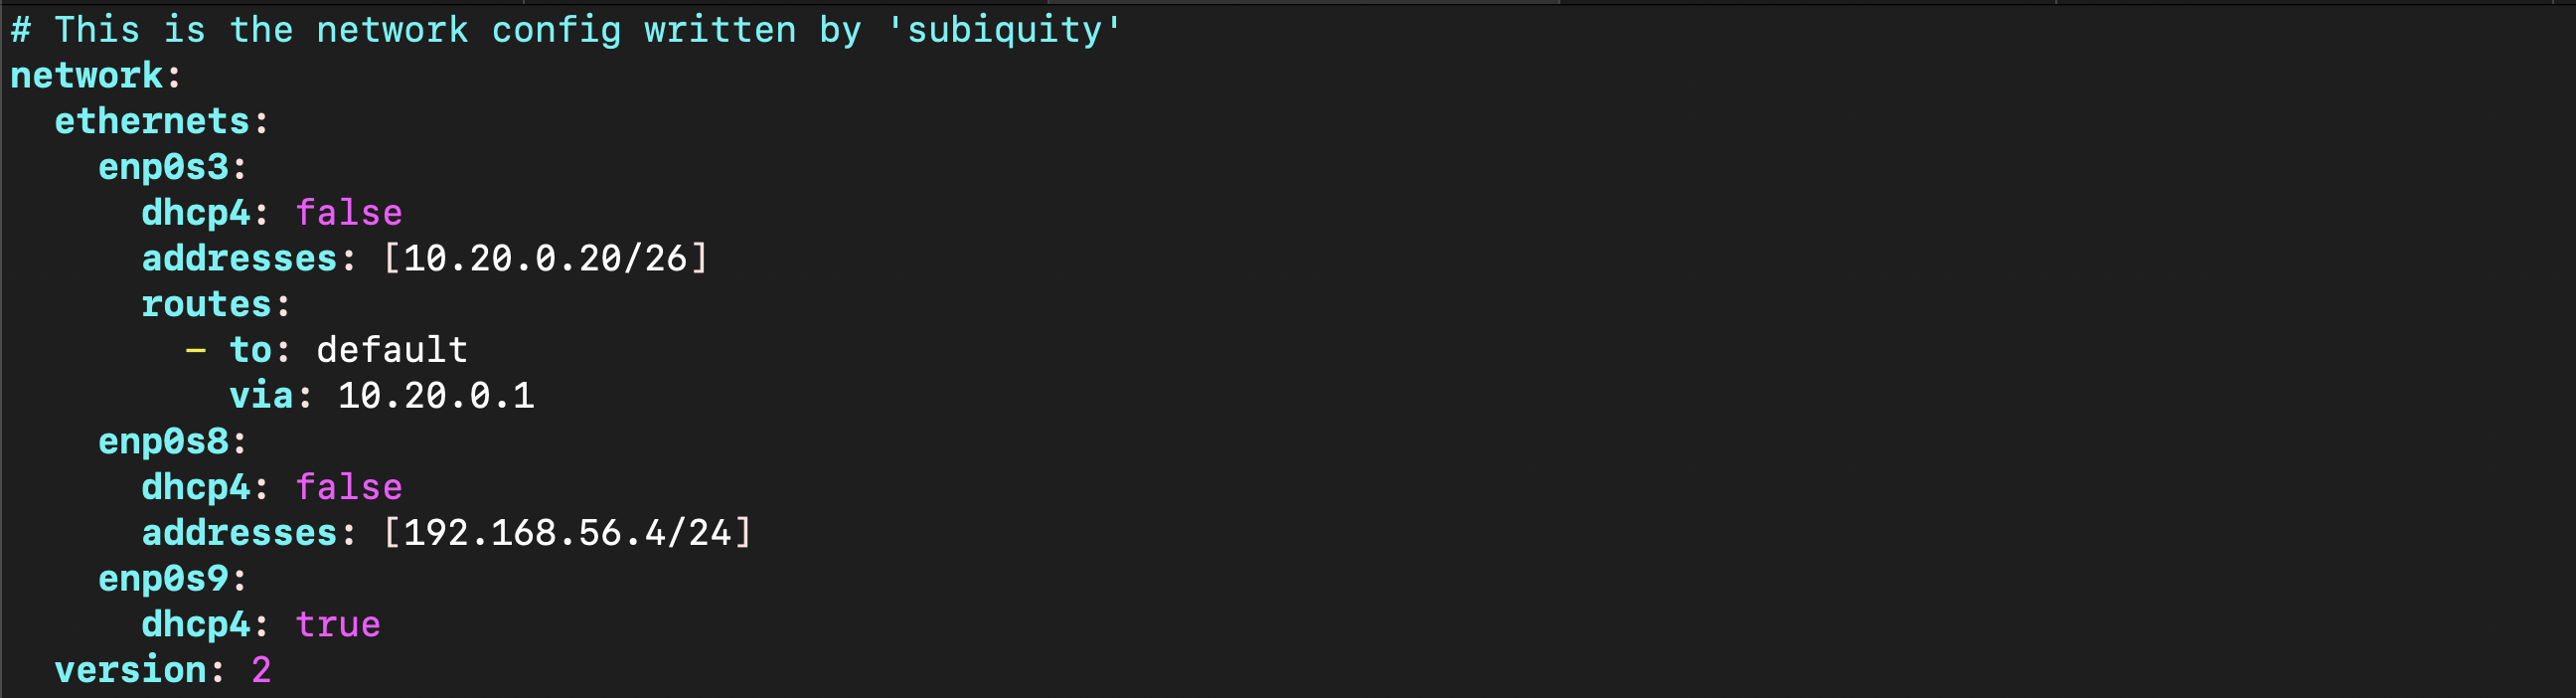 # This is the network config written by 'subiquity'
network:
  ethernets:
    enp0s3:
      dhcp4: false
      addresses: [10.20.0.20/26]
      routes:
        - to: default
          via: 10.20.0.1
    enp0s8:
      dhcp4: false
      addresses: [192.168.56.4/24]
    enp0s9:
      dhcp4: true
  version: 2